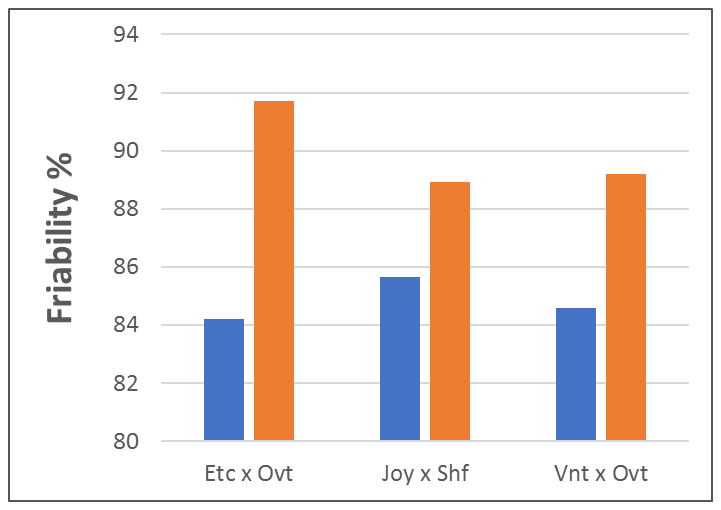 Friability %
94
92
90
88
86
84
82
80
Etc x Ovt
Joy x Shf
Vnt x Ovt